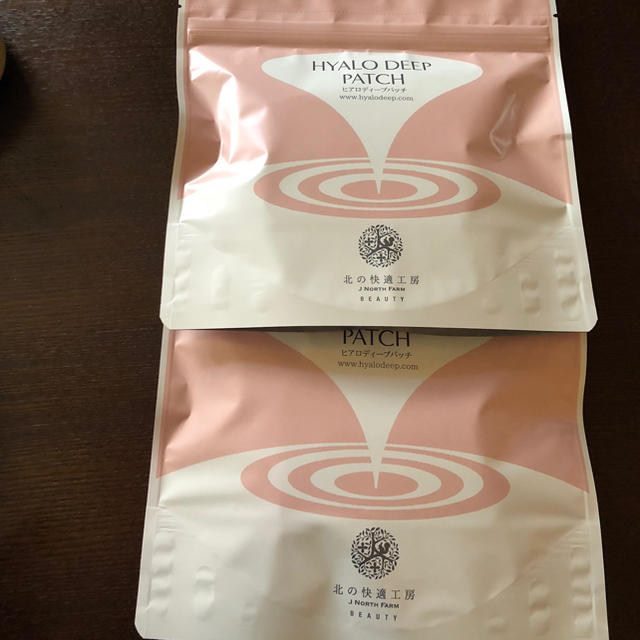 HYALO DEEP
PATCH
ヒアロディープパッチ
www.hyalodeep.com
北の快適工房
J NORTH FARM
BEAUTY
PATCH
ヒアロディープパッチ
www.hyalodeep.com
北の快適工房
J NORTH FARM
BEAUTY